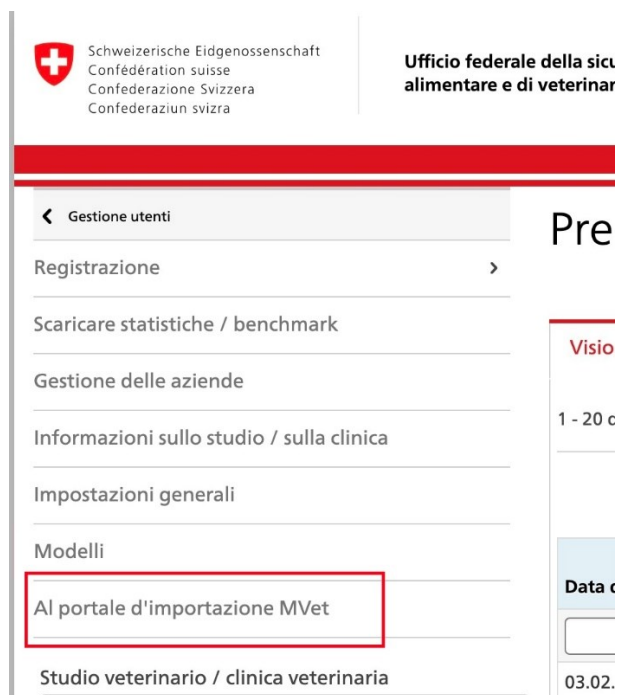 Schweizerische Eidgenossenschaft
Confédération suisse
Confederazione Svizzera
Confederaziun svizra
Ufficio federale della sicu
alimentare e di veterinar
Gestione utenti
Pre
Registrazione
Scaricare statistiche / benchmark
Visio
Gestione delle aziende
1 - 20 d
Informazioni sullo studio / sulla clinica
Impostazioni generali
Modelli
Data d
Al portale d'importazione MVet
Studio veterinario / clinica veterinaria
03.02.